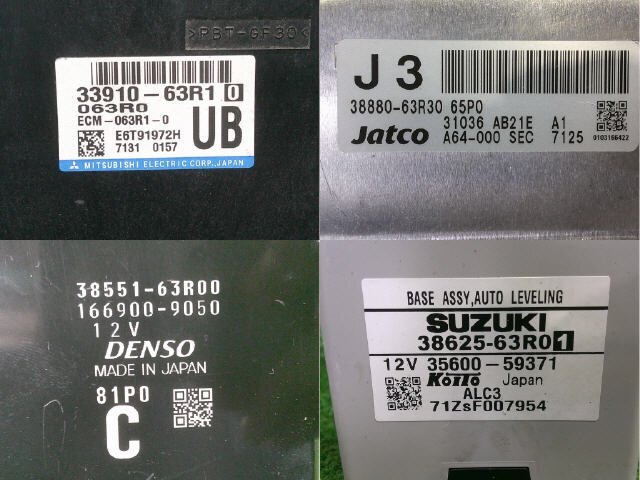 >PBT-GF30<
33910-63R1 0
063R0
ECM-063R1-0
E6T91972H
7131 0157
UB
MITSUBISHI ELECTRIC CORP.,JAPAN
J 3
38880-63R30 65P0
Jatco 31036 AB21E A1
A64-000 SEC 7125
0103166422
38551-63R00
166900-9050
12V
DENSO
MADE IN JAPAN
81P0
C
BASE ASSY,AUTO LEVELING
SUZUKI
38625-63R0 1
12V 35600-59371
KOITO Japan
ALC3
71ZsF007954